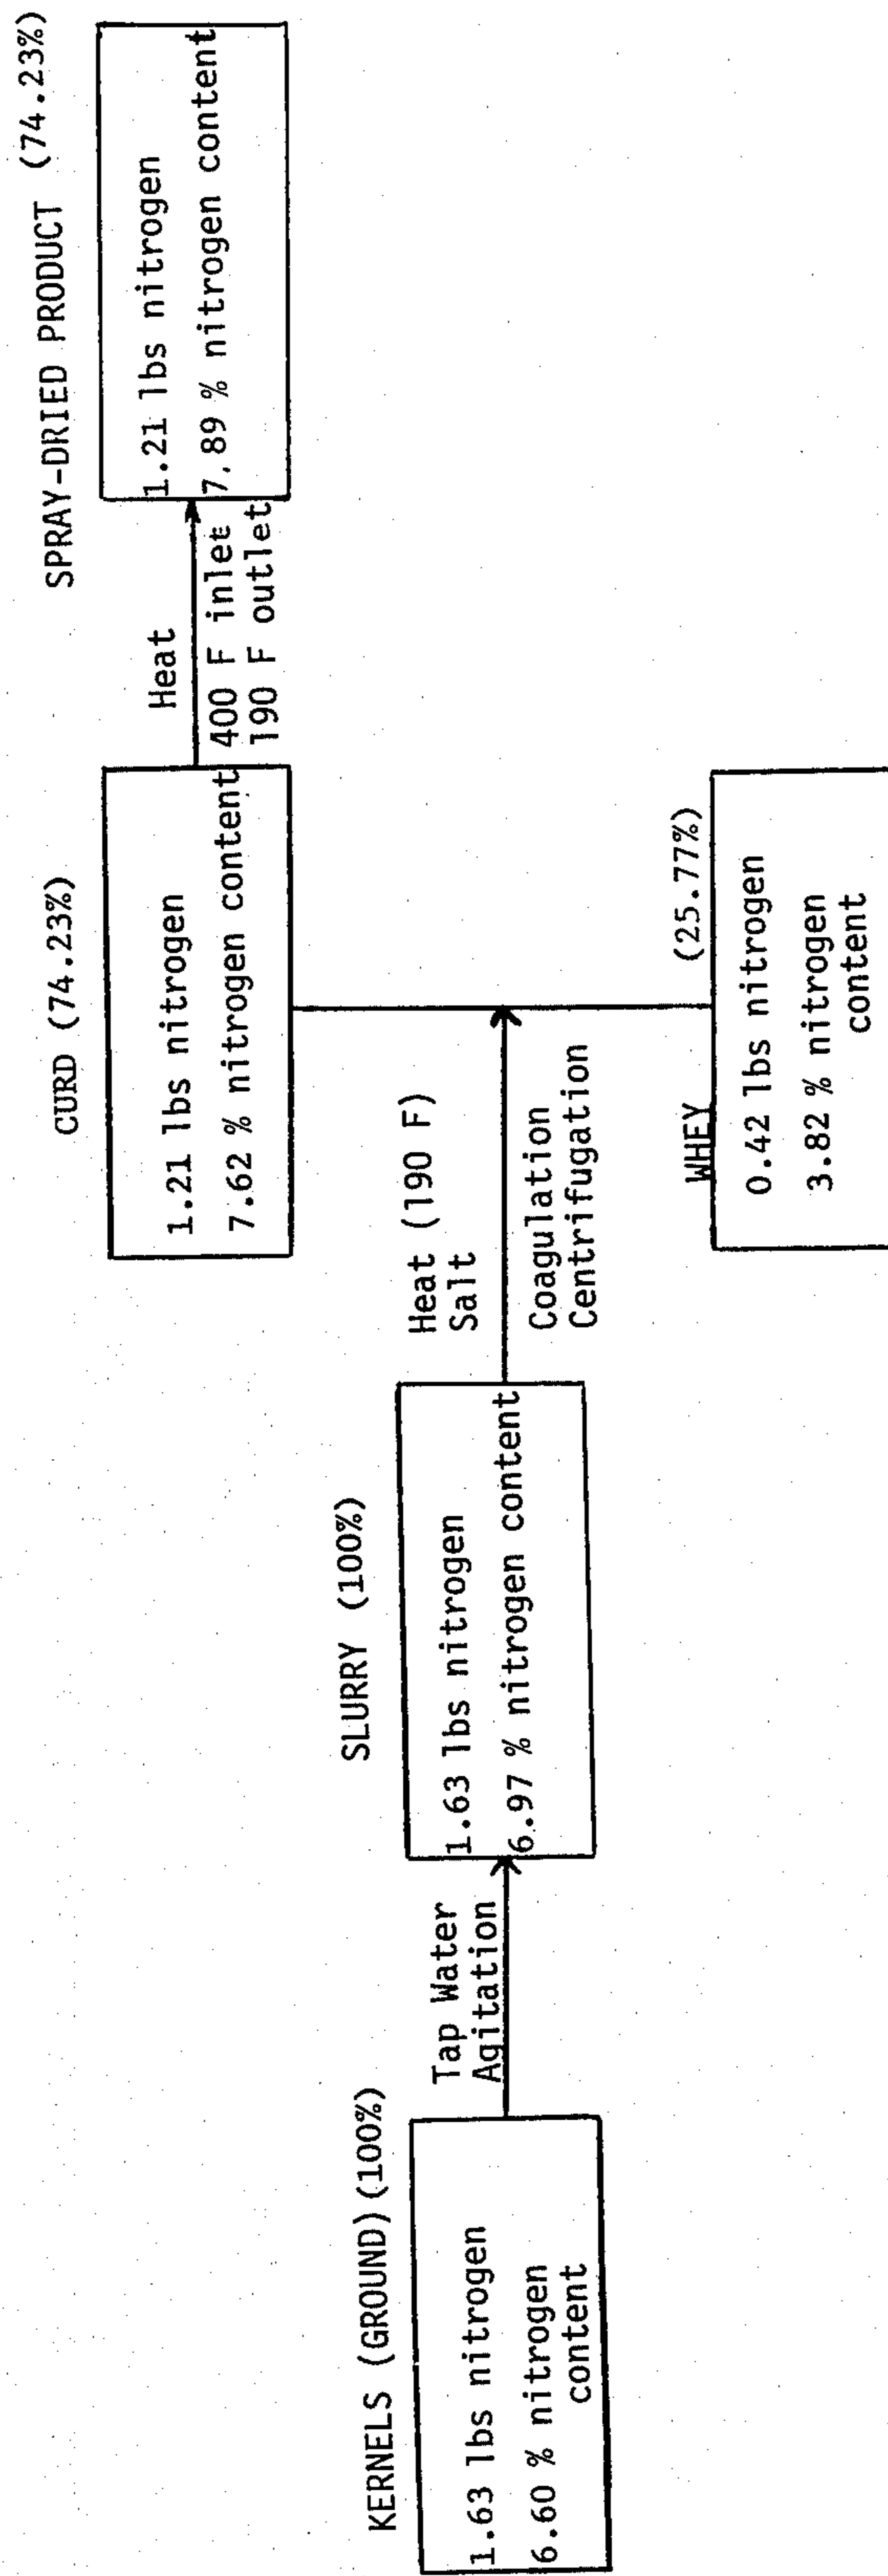 KERNELS (GROUND) (100%)
1.63 lbs nitrogen
6.60 % nitrogen
content
Tap Water
Agitation
SLURRY (100%)
1.63 lbs nitrogen
6.97 % nitrogen content
Heat (190 F)
Salt
Coagulation
Centrifugation
CURD (74.23%)
1.21 lbs nitrogen
7.62 % nitrogen content
WHEY (25.77%)
0.42 lbs nitrogen
3.82 % nitrogen
content
Heat
400 F inlet
190 F outlet
SPRAY-DRIED PRODUCT (74.23%)
1.21 lbs nitrogen
7.89 % nitrogen content